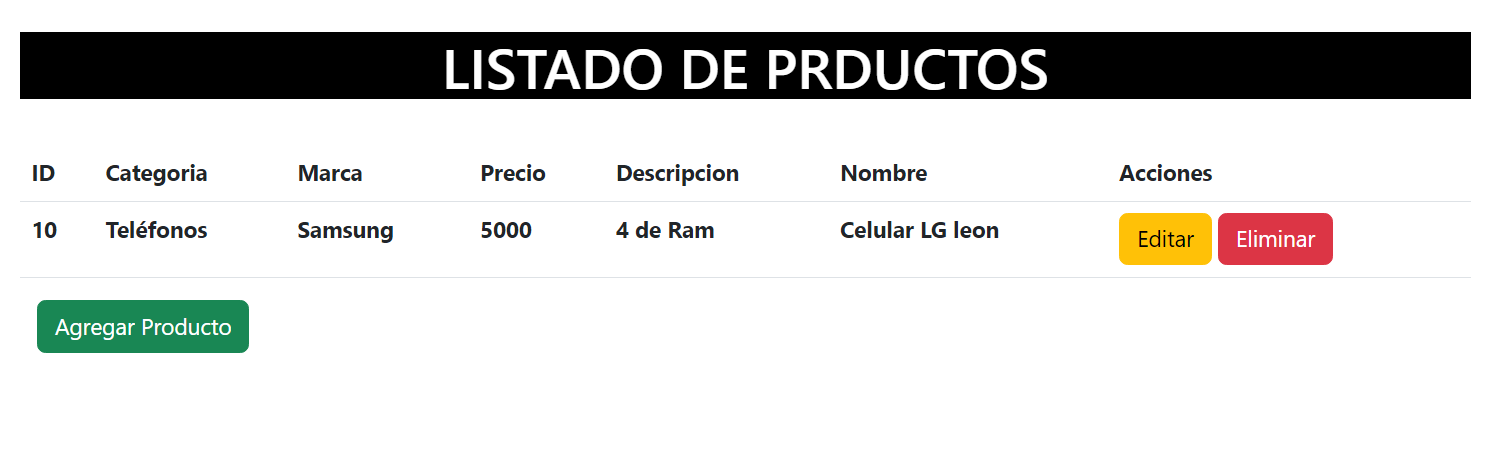 LISTADO DE PRDUCTOS
ID Categoria Marca Precio Descripcion Nombre Acciones
10 Teléfonos Samsung 5000 4 de Ram Celular LG leon Editar Eliminar
Agregar Producto